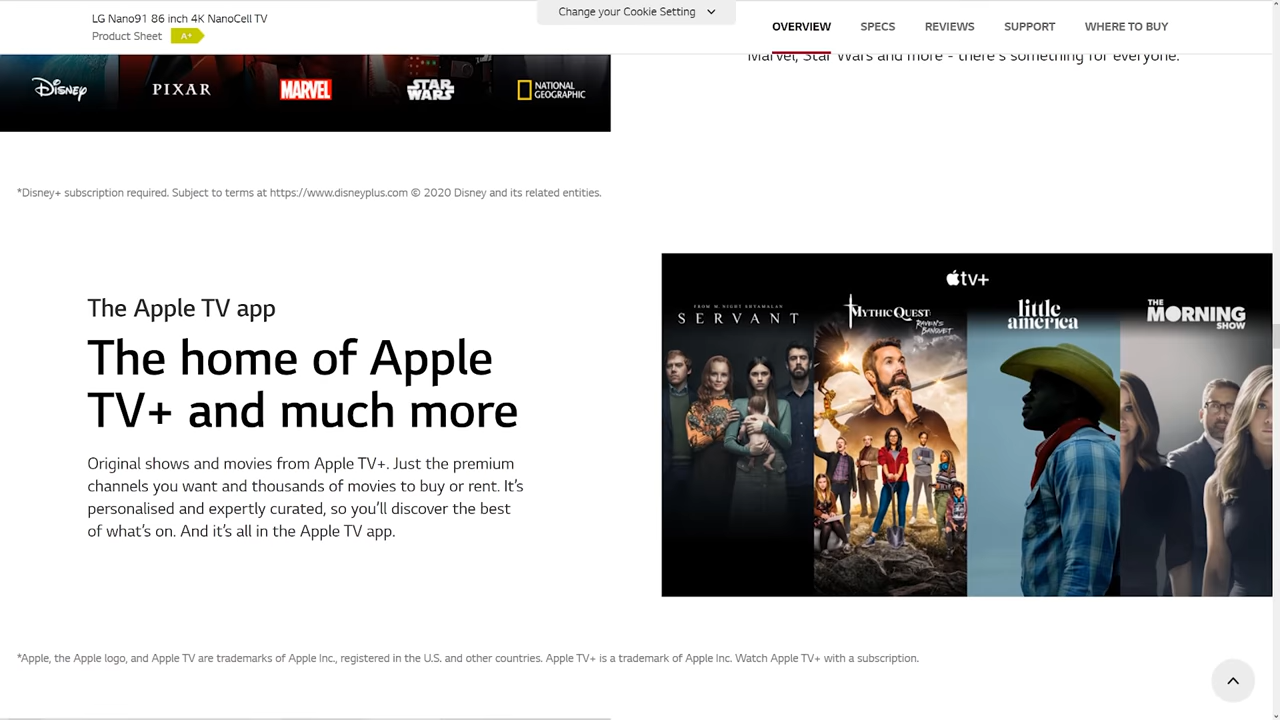 LG Nano91 86 inch 4K NanoCell TV
Product Sheet A+
Change your Cookie Setting
OVERVIEW SPECS REVIEWS SUPPORT WHERE TO BUY
Marvel, Star Wars and more - there's something for everyone.
Disney PIXAR MARVEL STAR WARS NATIONAL GEOGRAPHIC
*Disney+ subscription required. Subject to terms at https://www.disneyplus.com © 2020 Disney and its related entities.
The Apple TV app
The home of Apple
TV+ and much more
Original shows and movies from Apple TV+. Just the premium
channels you want and thousands of movies to buy or rent. It’s
personalised and expertly curated, so you’ll discover the best
of what’s on. And it’s all in the Apple TV app.
tv+
FROM M. NIGHT SHYAMALAN
SERVANT
MYTHIC QUEST
RAVEN'S BANQUET
little
america
THE
MORNING
SHOW
*Apple, the Apple logo, and Apple TV are trademarks of Apple Inc., registered in the U.S. and other countries. Apple TV+ is a trademark of Apple Inc. Watch Apple TV+ with a subscription.